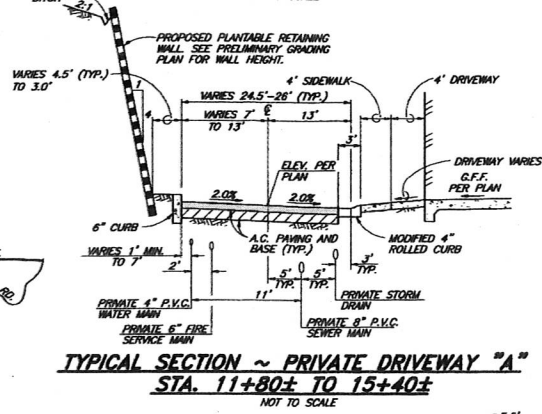 2:1
PROPOSED PLANTABLE RETAINING
WALL. SEE PRELIMINARY GRADING
PLAN FOR WALL HEIGHT.
VARIES 4.5' (TYP.)
TO 3.0'
1
4
4' SIDEWALK
4' DRIVEWAY
VARIES 24.5'-26' (TYP.)
VARIES 7'
TO 13'
℄
13'
3'
ELEV. PER
PLAN
DRIVEWAY VARIES
G.F.F.
PER PLAN
2.0%
2.0%
6" CURB
A.C. PAVING AND
BASE (TYP.)
MODIFIED 4"
ROLLED CURB
VARIES 1' MIN.
TO 7'
2'
5'
TYP.
5'
TYP.
3'
TYP.
11'
PRIVATE 4" P.V.C.
WATER MAIN
PRIVATE STORM
DRAIN
PRIVATE 6" FIRE
SERVICE MAIN
PRIVATE 8" P.V.C.
SEWER MAIN
RD.
TYPICAL SECTION ~ PRIVATE DRIVEWAY "A"
STA. 11+80± TO 15+40±
NOT TO SCALE